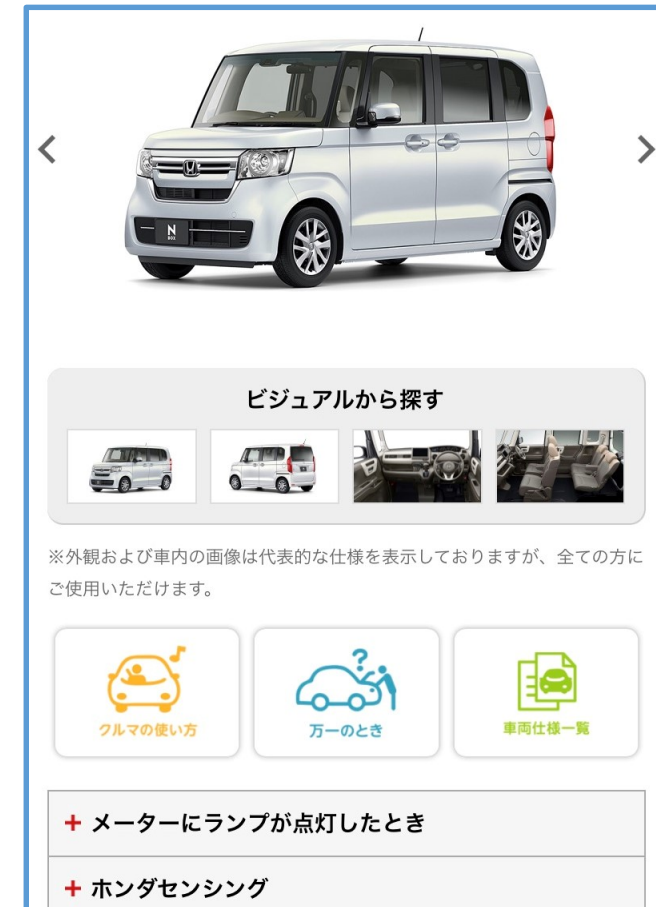 N
BOX
ビジュアルから探す
※外観および車内の画像は代表的な仕様を表示しておりますが、全ての方に
ご使用いただけます。
クルマの使い方
万一のとき
車両仕様一覧
+ メーターにランプが点灯したとき
+ ホンダセンシング